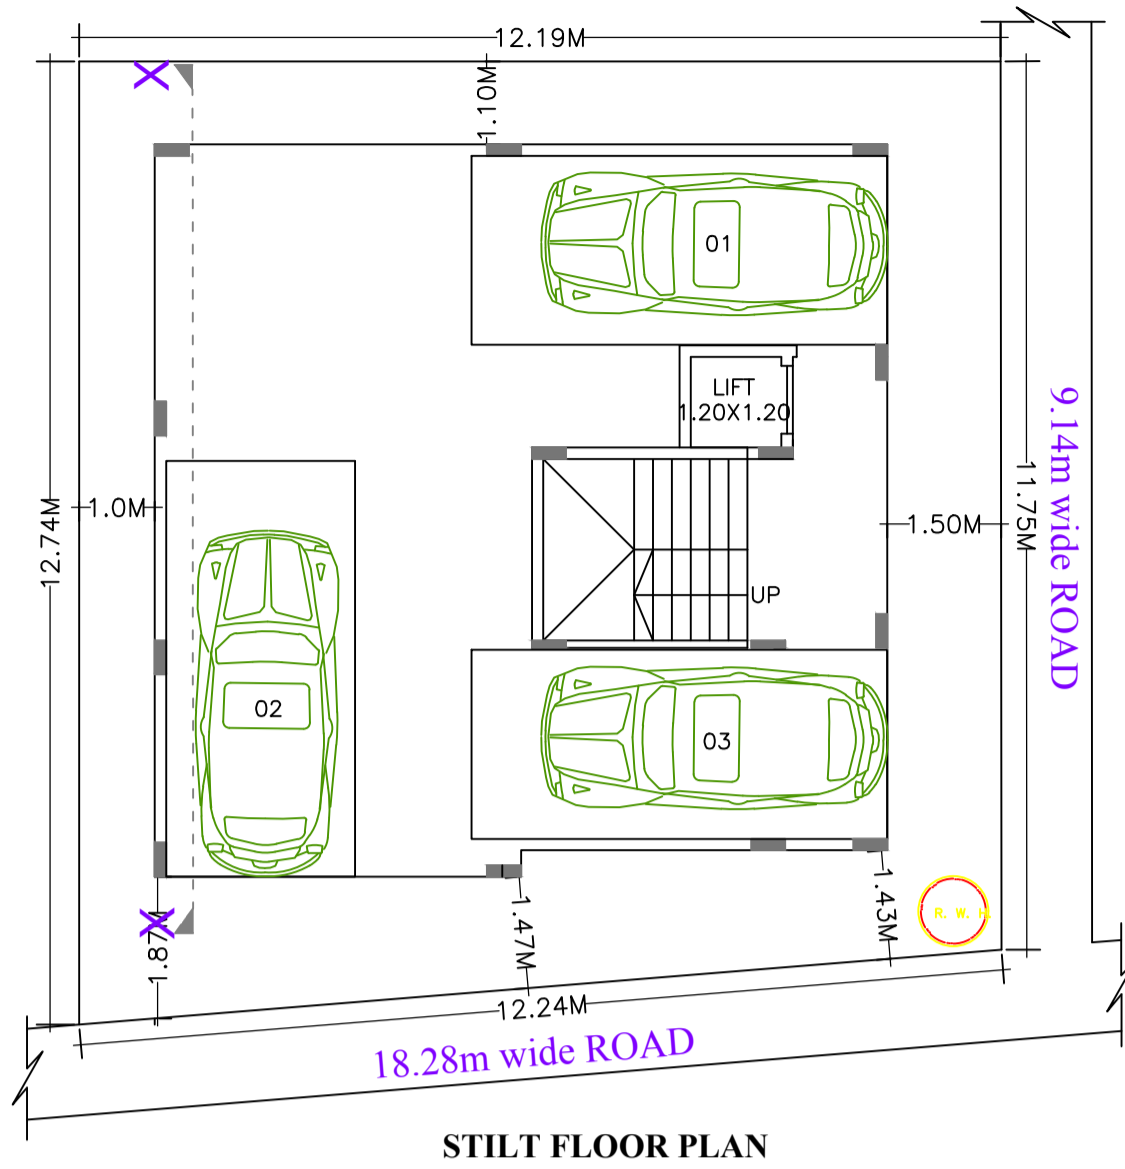 12.19M
X
1.10M
01
LIFT
1.20X1.20
9.14m wide ROAD
12.74M
1.0M
1.50M
11.75M
UP
02
03
1.87M
X
1.47M
1.43M
R. W. H.
12.24M
18.28m wide ROAD
STILT FLOOR PLAN